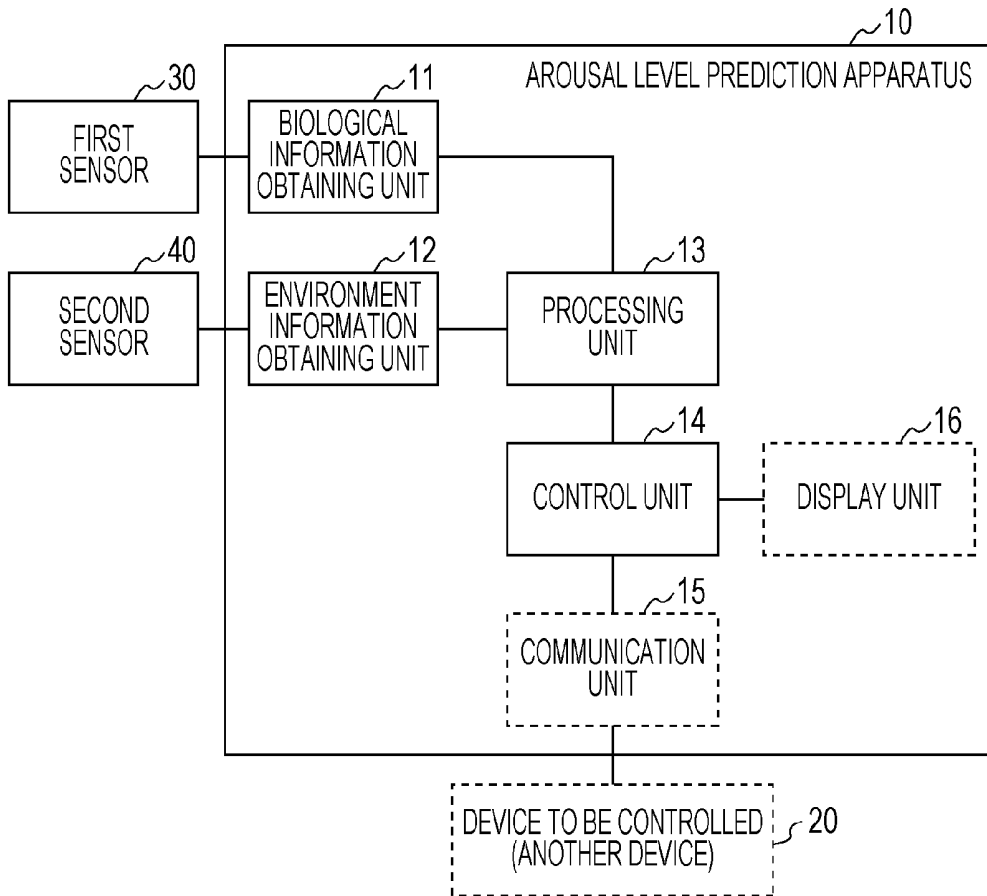 10
AROUSAL LEVEL PREDICTION APPARATUS
30
FIRST
SENSOR
11
BIOLOGICAL
INFORMATION
OBTAINING UNIT
40
SECOND
SENSOR
12
ENVIRONMENT
INFORMATION
OBTAINING UNIT
13
PROCESSING
UNIT
14
CONTROL UNIT
16
DISPLAY UNIT
15
COMMUNICATION
UNIT
DEVICE TO BE CONTROLLED
(ANOTHER DEVICE)
20